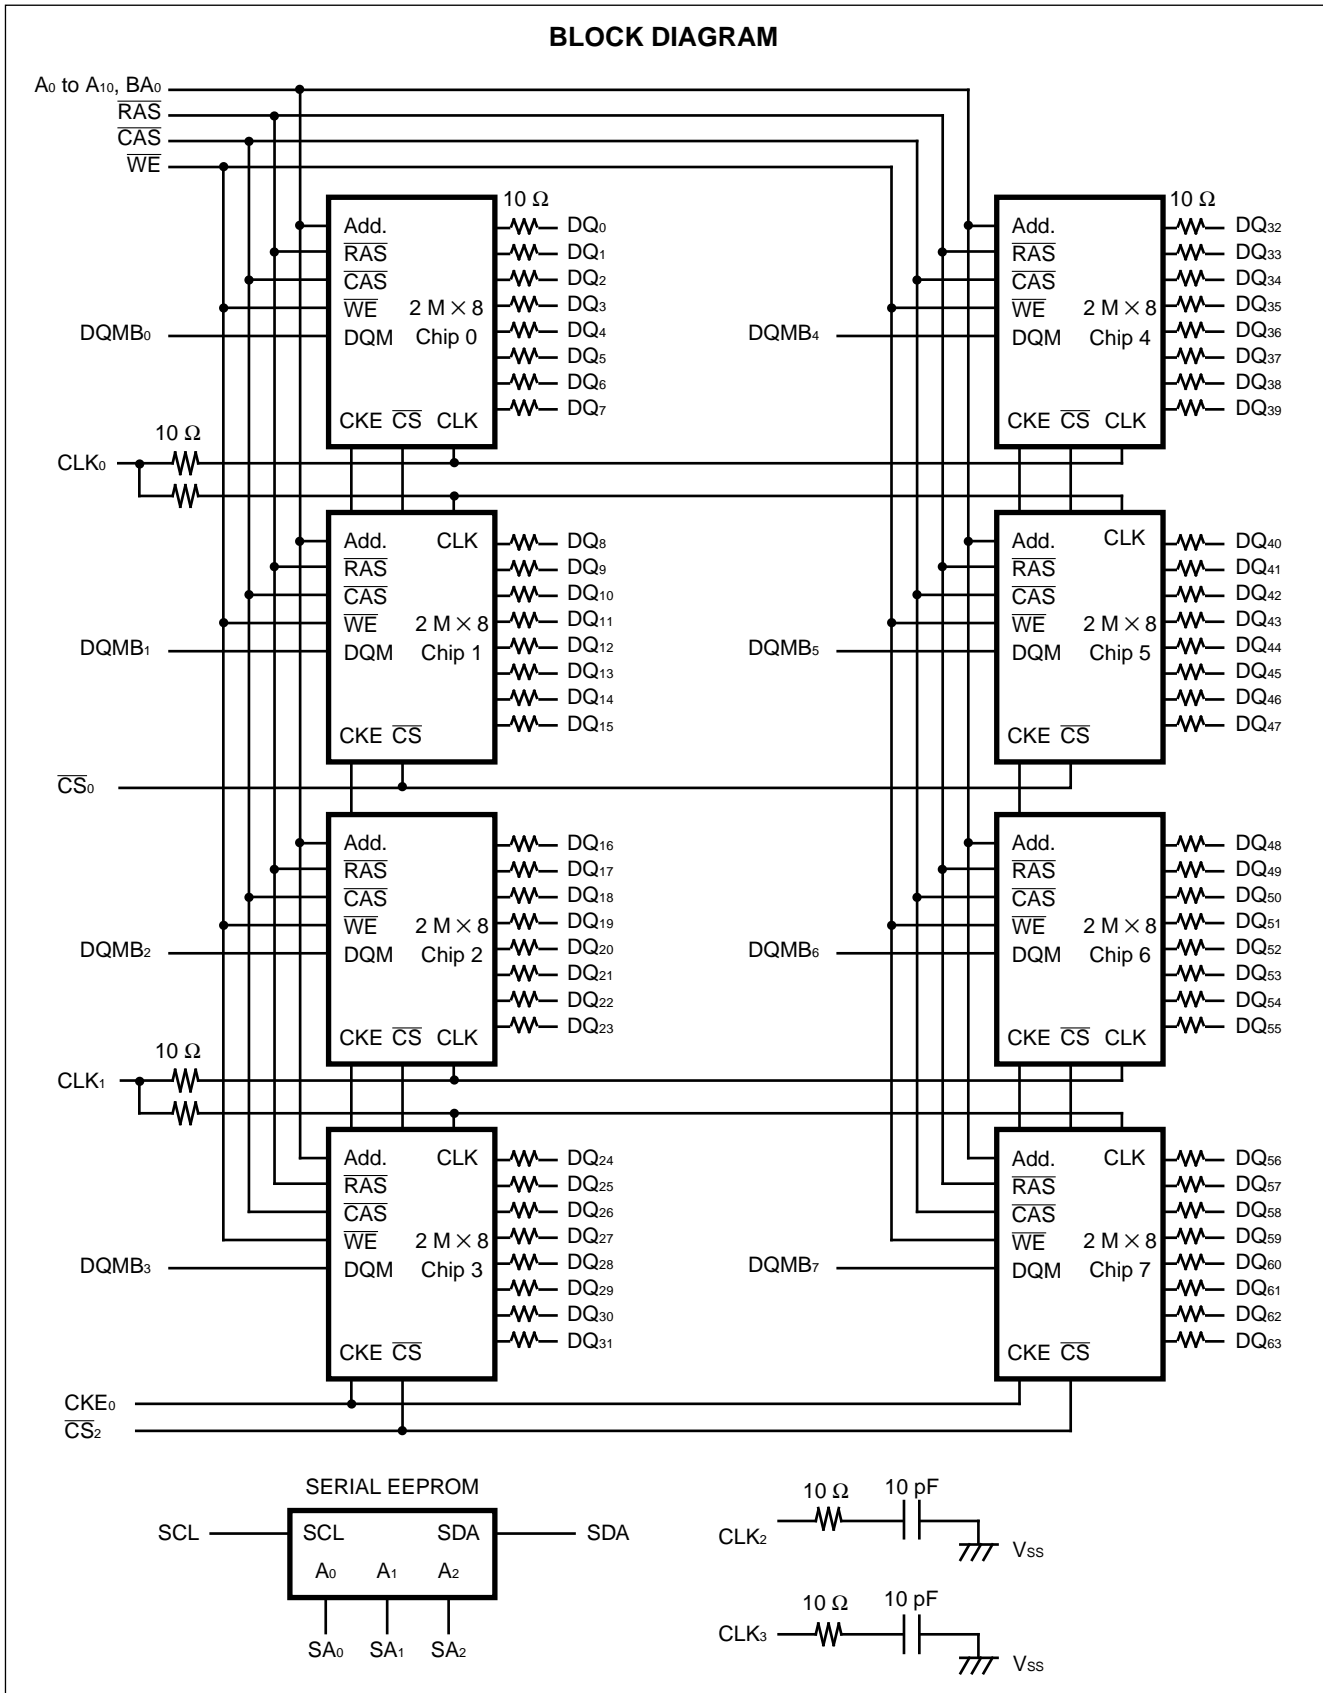 BLOCK DIAGRAM
A0 to A10, BA0
RAS
CAS
WE
10 Ω
Add.
RAS
CAS
WE
2 M × 8
DQM
Chip 0
CKE CS CLK
DQMB0
DQ0
DQ1
DQ2
DQ3
DQ4
DQ5
DQ6
DQ7
10 Ω
Add.
RAS
CAS
WE
2 M × 8
DQM
Chip 4
CKE CS CLK
DQMB4
DQ32
DQ33
DQ34
DQ35
DQ36
DQ37
DQ38
DQ39
10 Ω
CLK0
Add.
CLK
RAS
CAS
WE
2 M × 8
DQM
Chip 1
CKE CS
DQMB1
DQ8
DQ9
DQ10
DQ11
DQ12
DQ13
DQ14
DQ15
Add.
CLK
RAS
CAS
WE
2 M × 8
DQM
Chip 5
CKE CS
DQMB5
DQ40
DQ41
DQ42
DQ43
DQ44
DQ45
DQ46
DQ47
CS0
Add.
RAS
CAS
WE
2 M × 8
DQM
Chip 2
CKE CS CLK
DQMB2
DQ16
DQ17
DQ18
DQ19
DQ20
DQ21
DQ22
DQ23
Add.
RAS
CAS
WE
2 M × 8
DQM
Chip 6
CKE CS CLK
DQMB6
DQ48
DQ49
DQ50
DQ51
DQ52
DQ53
DQ54
DQ55
10 Ω
CLK1
Add.
CLK
RAS
CAS
WE
2 M × 8
DQM
Chip 3
CKE CS
DQMB3
DQ24
DQ25
DQ26
DQ27
DQ28
DQ29
DQ30
DQ31
Add.
CLK
RAS
CAS
WE
2 M × 8
DQM
Chip 7
CKE CS
DQMB7
DQ56
DQ57
DQ58
DQ59
DQ60
DQ61
DQ62
DQ63
CKE0
CS2
SERIAL EEPROM
SCL
SCL
SDA
SDA
A0 A1 A2
SA0 SA1 SA2
10 Ω
10 pF
CLK2
VSS
10 Ω
10 pF
CLK3
VSS